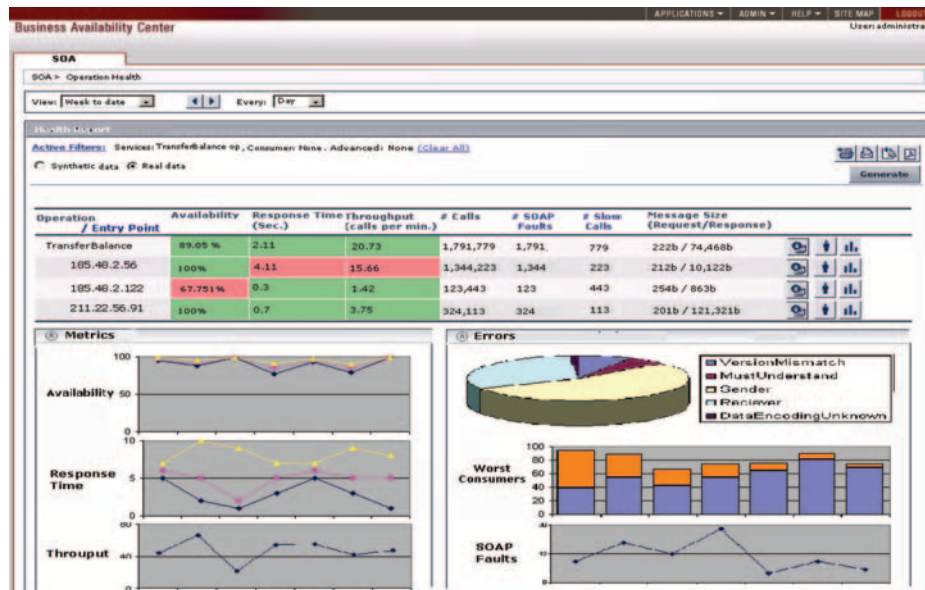 APPLICATIONS ADMIN HELP SITE MAP LOGOU
Business Availability Center
User: administra
SOA
SOA > Operation Health
View: Week to date Every: Day
Health Report
Active Filters: Services: TransferBalance op, Consumer: None. Advanced: None (Clear All)
Synthetic data Real data
Generate
Operation / Entry Point Availability Response Time (Sec.) Throughput (calls per min.) # Calls # SOAP Faults # Slow Calls Message Size (Request/Response)
TransferBalance 89.05 % 2.11 20.73 1,791,779 1,791, 779 222b / 74,468b
185.48.2.56 100% 4.11 15.66 1,344,223 1,344 223 212b / 10,122b
185.48.2.122 67.751% 0.3 1.42 123,443 123 443 254b / 863b
211.22.56.91 100% 0.7 3.75 324,113 324 113 201b / 121,321b
Metrics
Availability
100
50
0
Response Time
10
5
0
Throuput
60
40
0
Errors
VersionMismatch
MustUnderstand
Gender
Reciever
DataEncodingUnknown
Worst Consumers
100
80
60
40
20
0
SOAP Faults
10
0